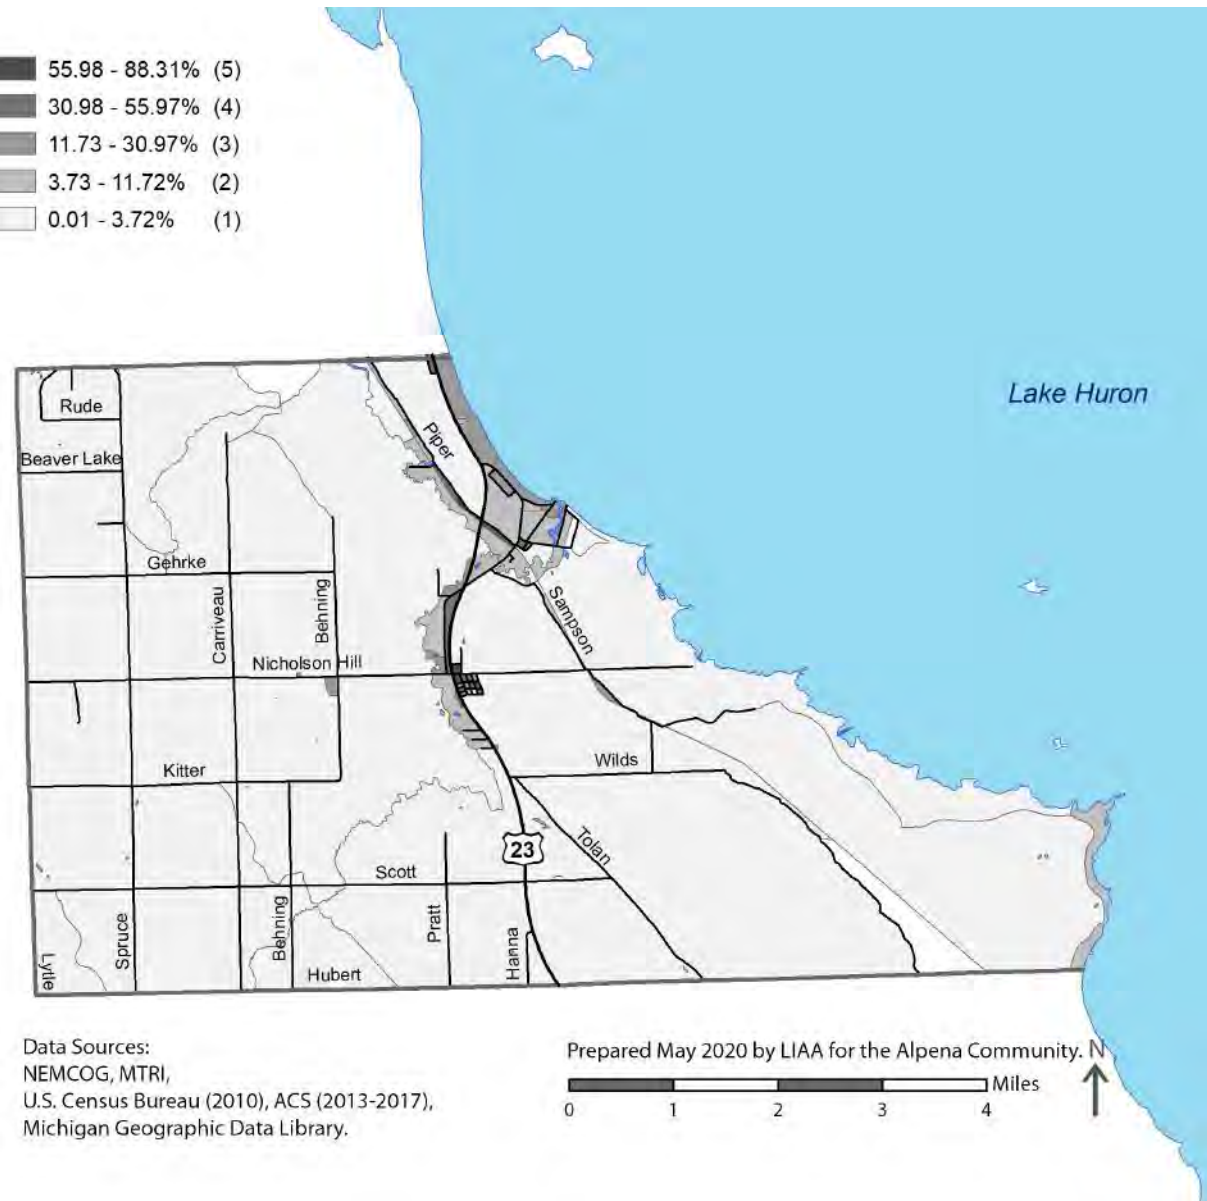 55.98 - 88.31% (5)
30.98 - 55.97% (4)
11.73 - 30.97% (3)
3.73 - 11.72% (2)
0.01 - 3.72% (1)
Lake Huron
Rude
Piper
Beaver Lake
Gehrke
Carriveau
Behning
Sampson
Nicholson Hill
Wilds
Kitter
23
Tolan
Scott
Lytle
Spruce
Behning
Pratt
Hanna
Hubert
Data Sources:
NEMCOG, MTRI,
U.S. Census Bureau (2010), ACS (2013-2017),
Michigan Geographic Data Library.
Prepared May 2020 by LIAA for the Alpena Community. N
Miles
0 1 2 3 4